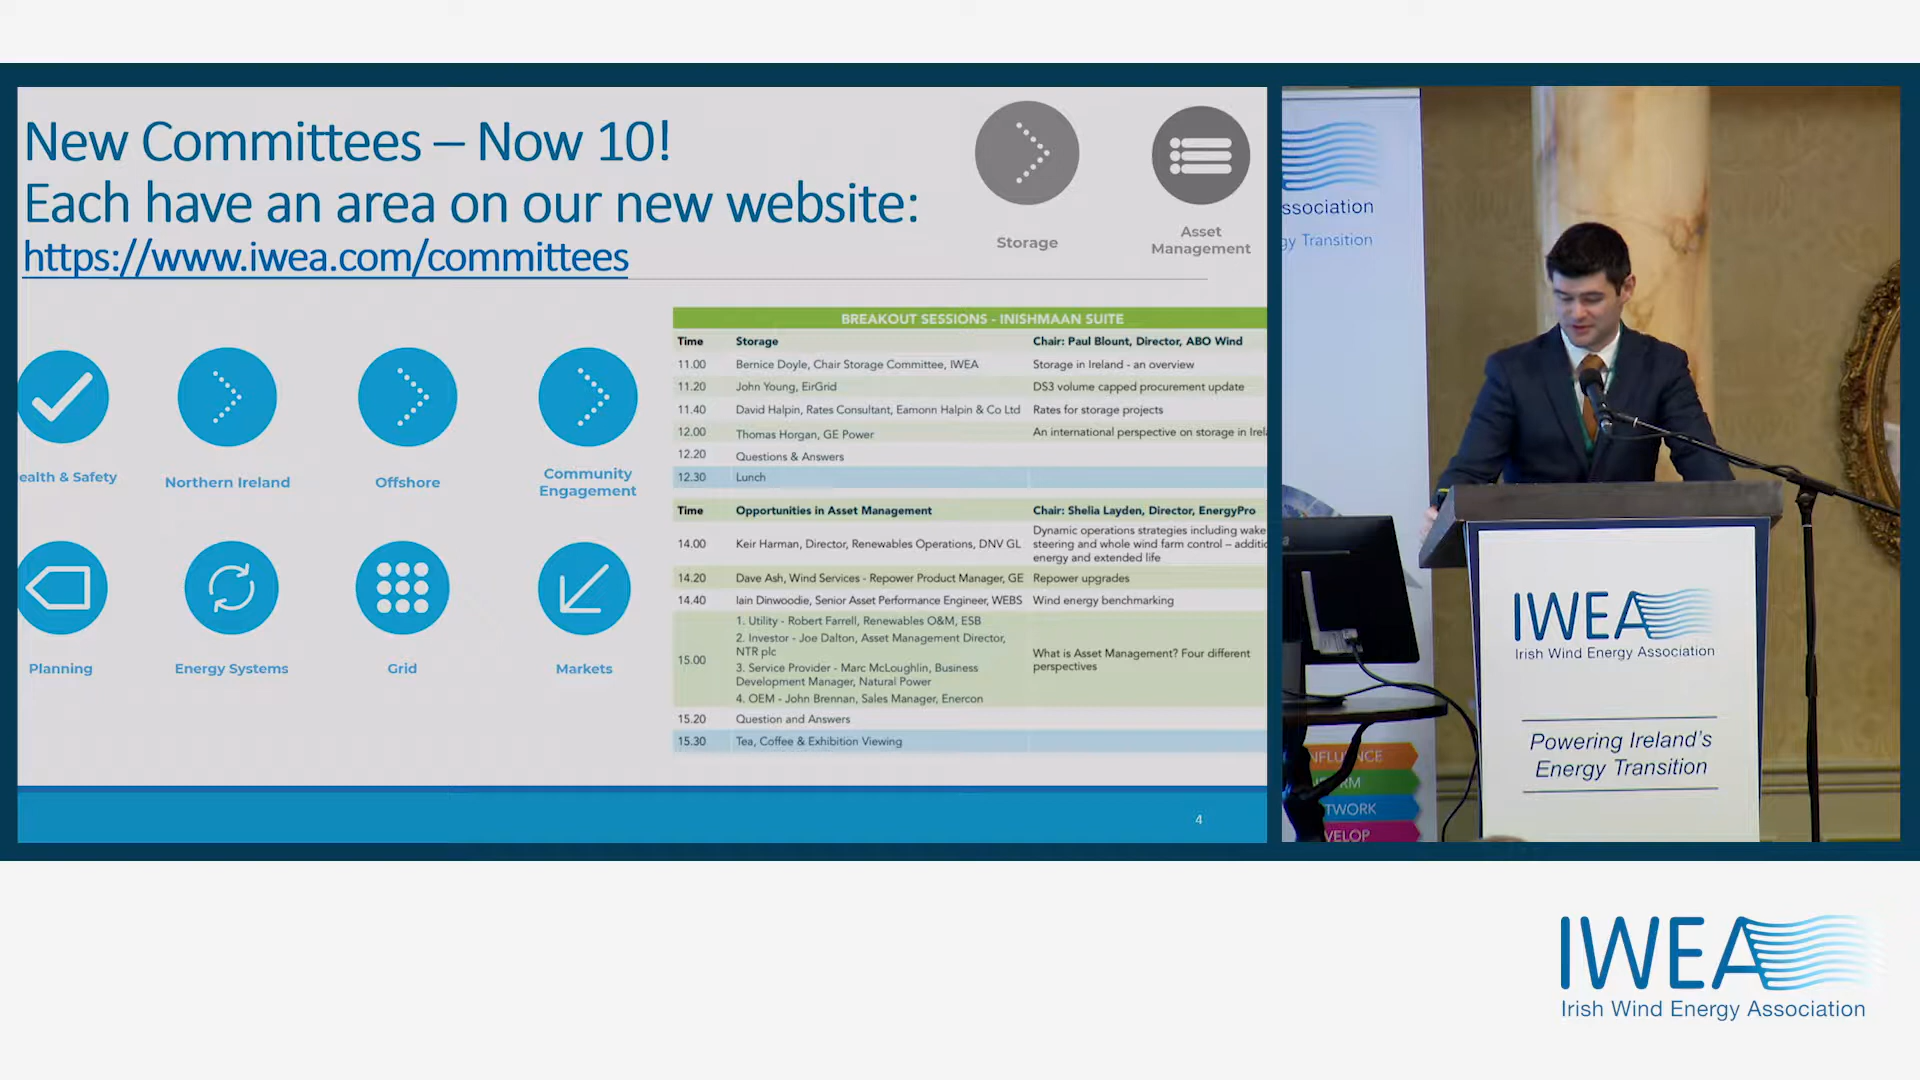 New Committees – Now 10!
Each have an area on our new website:
https://www.iwea.com/committees
Storage
Asset
Management
ealth & Safety
Northern Ireland
Offshore
Community
Engagement
Planning
Energy Systems
Grid
Markets
BREAKOUT SESSIONS - INISHMAAN SUITE
Time Storage Chair: Paul Blount, Director, ABO Wind
11.00 Bernice Doyle, Chair Storage Committee, IWEA Storage in Ireland - an overview
11.20 John Young, EirGrid DS3 volume capped procurement update
11.40 David Halpin, Rates Consultant, Eamonn Halpin & Co Ltd Rates for storage projects
12.00 Thomas Horgan, GE Power An international perspective on storage in Irel
12.20 Questions & Answers
12.30 Lunch
Time Opportunities in Asset Management Chair: Shelia Layden, Director, EnergyPro
14.00 Keir Harman, Director, Renewables Operations, DNV GL
Dynamic operations strategies including wake
steering and whole wind farm control – additio
energy and extended life
14.20 Dave Ash, Wind Services - Repower Product Manager, GE Repower upgrades
14.40 Iain Dinwoodie, Senior Asset Performance Engineer, WEBS Wind energy benchmarking
15.00
1. Utility - Robert Farrell, Renewables O&M, ESB
2. Investor - Joe Dalton, Asset Management Director,
NTR plc
3. Service Provider - Marc McLoughlin, Business
Development Manager, Natural Power
4. OEM - John Brennan, Sales Manager, Enercon
What is Asset Management? Four different
perspectives
15.20 Question and Answers
15.30 Tea, Coffee & Exhibition Viewing
4
ssociation
gy Transition
NFLUENCE
RM
TWORK
VELOP
IWEA
Irish Wind Energy Association
Powering Ireland's
Energy Transition
IWEA
Irish Wind Energy Association